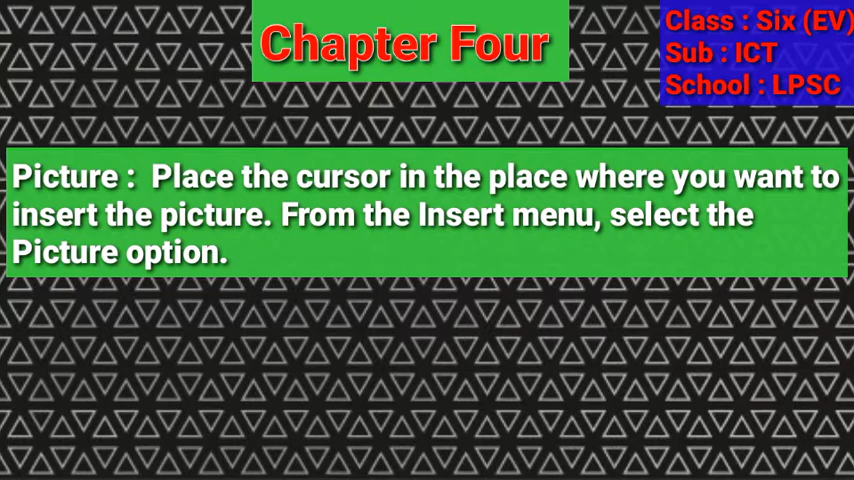 Chapter Four
Class : Six (EV)
Sub : ICT
School : LPSC
Picture : Place the cursor in the place where you want to
insert the picture. From the Insert menu, select the
Picture option.